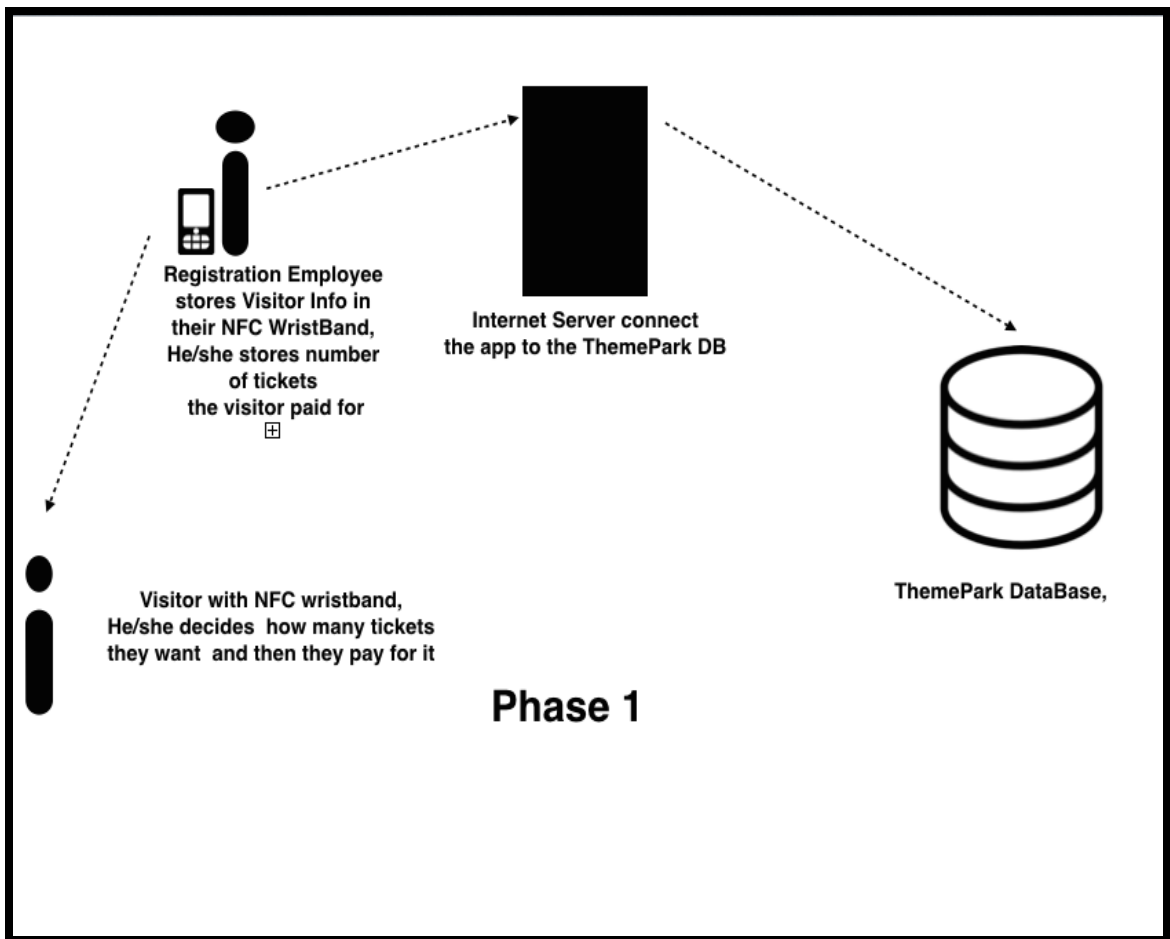 Registration Employee
stores Visitor Info in
their NFC WristBand,
He/she stores number
of tickets
the visitor paid for
Internet Server connect
the app to the ThemePark DB
ThemePark DataBase,
Visitor with NFC wristband,
He/she decides how many tickets
they want and then they pay for it
Phase 1